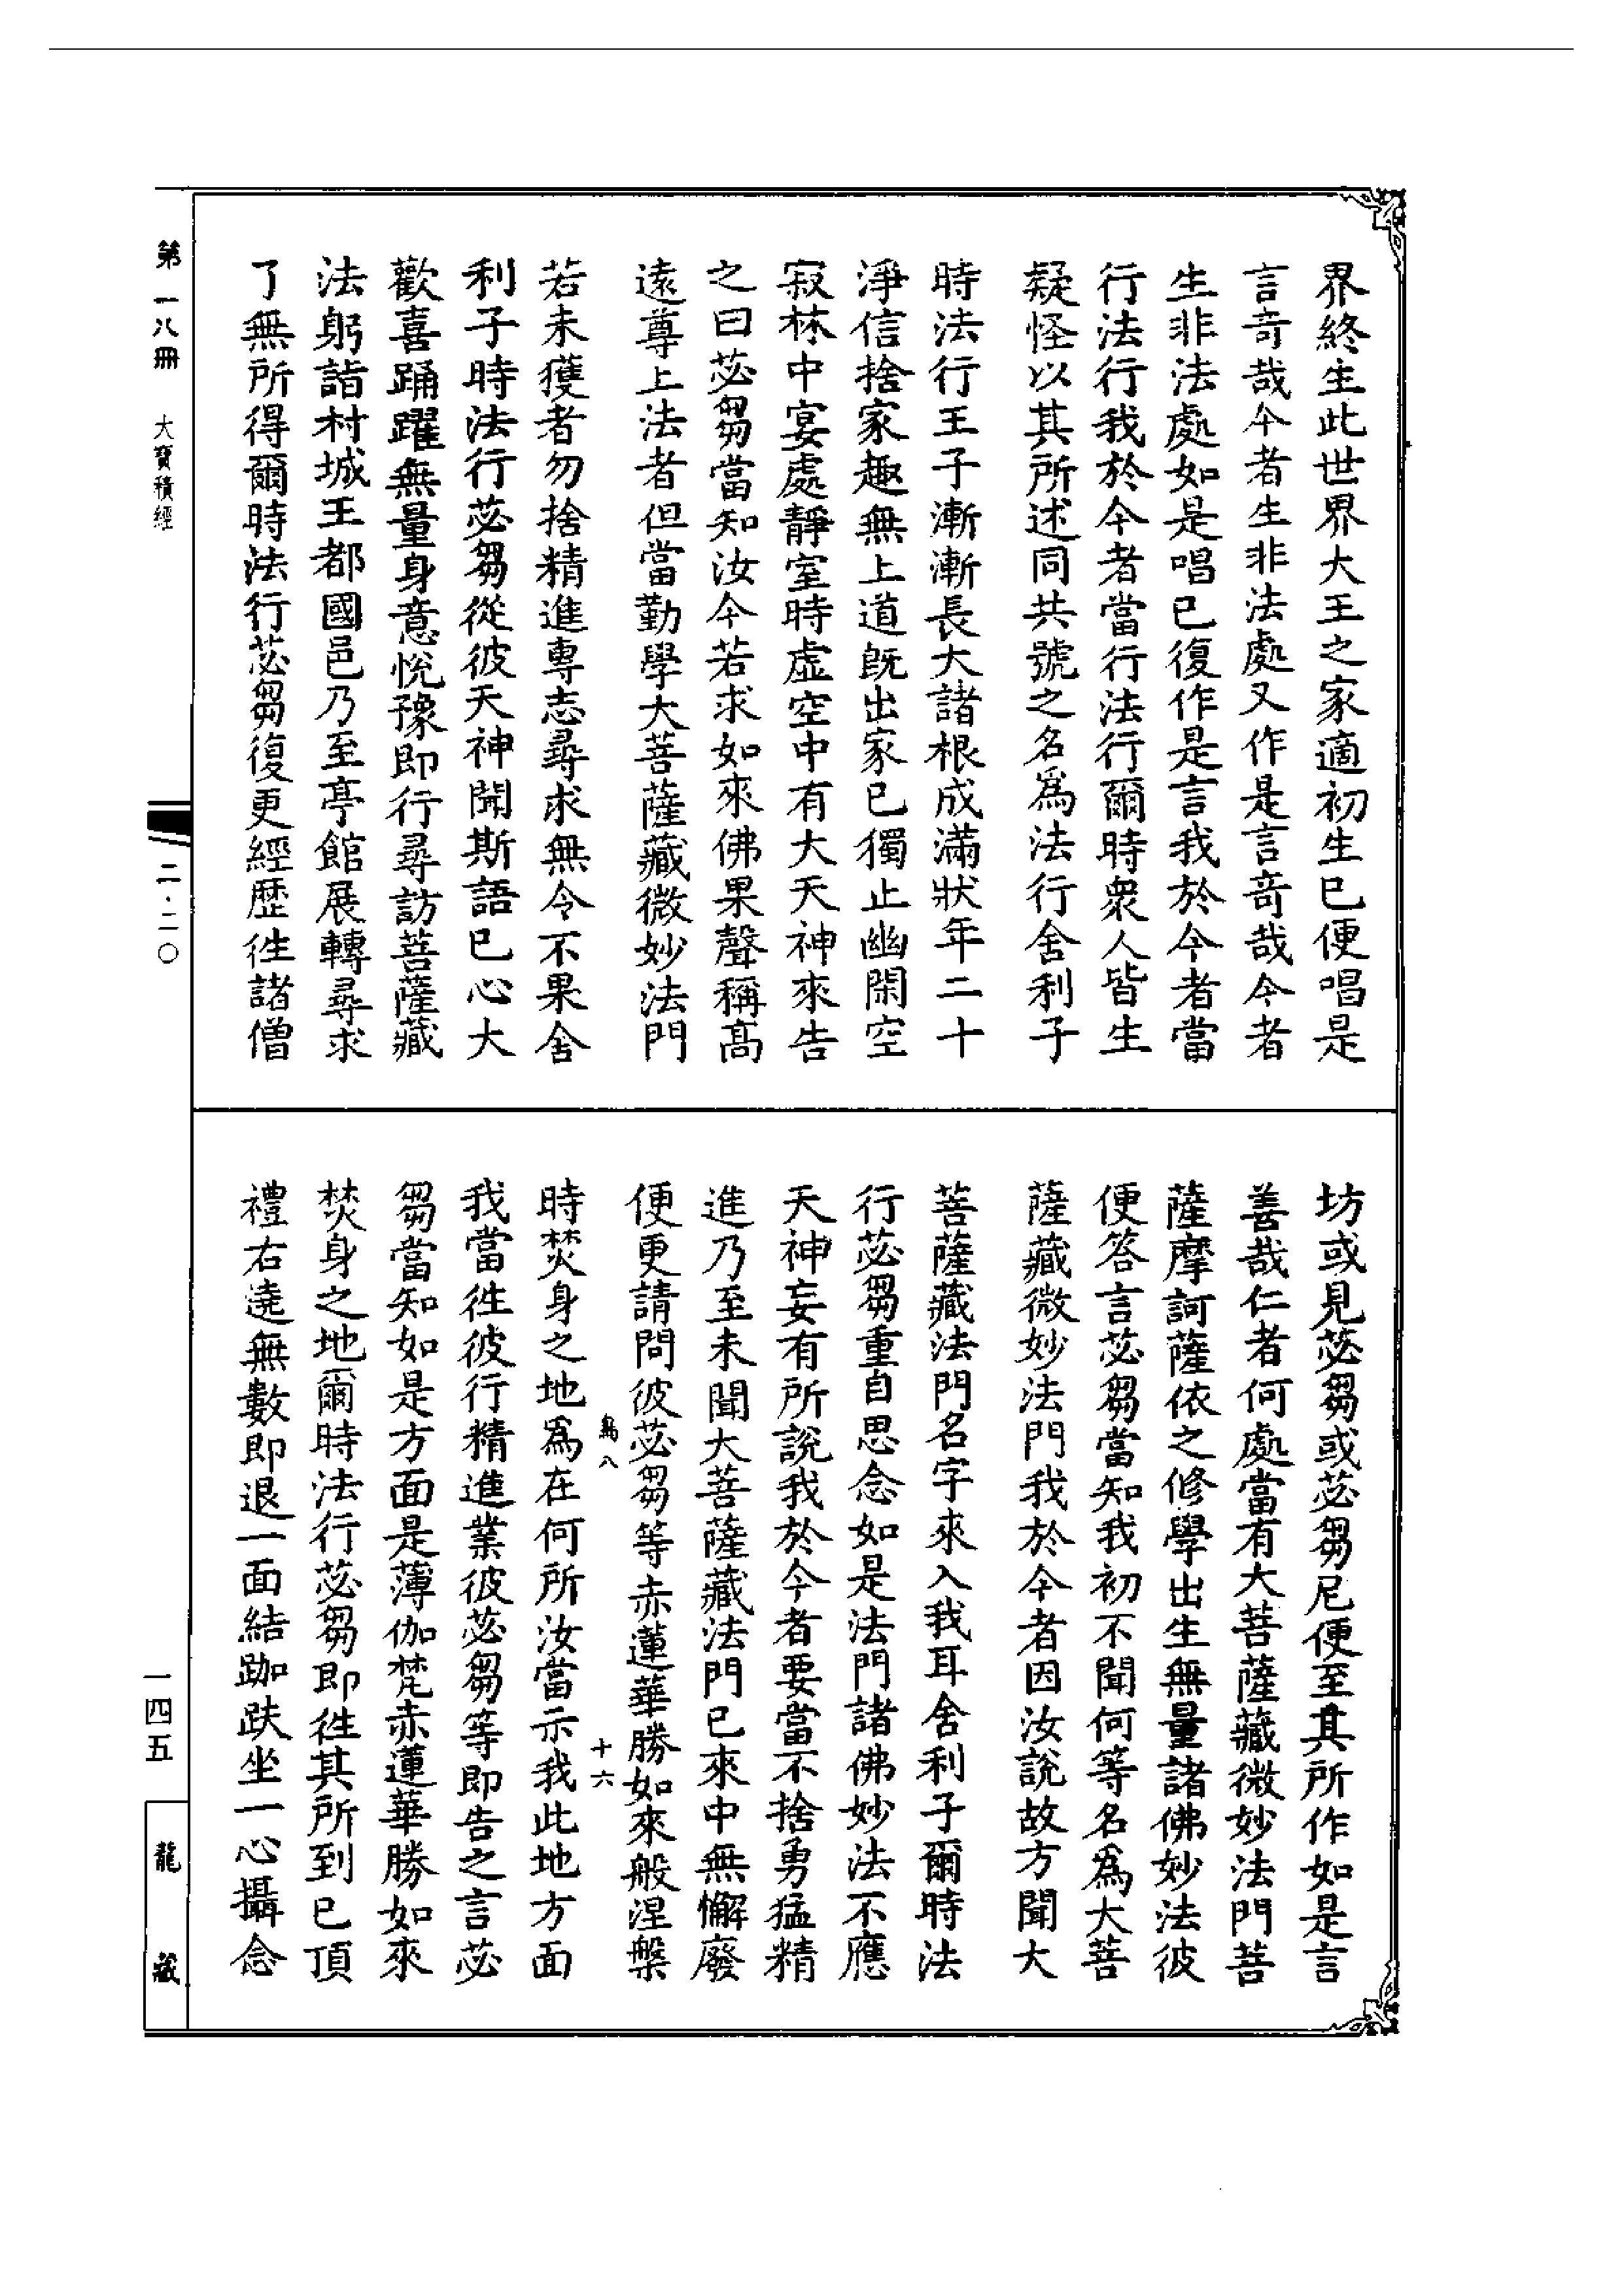 界終生此世界大王之家適初生已便唱是
言奇哉今者生非法處又作是言奇哉今者
生非法處如是唱已復作是言我於今者當
行法行我於今者當行法行爾時衆人皆生
疑怪以其所述同共號之名爲法行舍利子
時法行王子漸漸長大諸根成滿狀年二十
淨信捨家趣無上道旣出家已獨止幽閑空
寂林中宴處靜室時虛空中有大天神來告
之曰苾芻當知汝今若求如來佛果聲稱高
遠尊上法者但當勤學大菩薩藏微妙法門
若未獲者勿捨精進專志尋求無令不果舍
利子時法行苾芻從彼天神聞斯語已心大
歡喜踊躍無量身意悅豫即行尋訪菩薩藏
法躬詣村城王都國邑乃至亭館展轉尋求
了無所得爾時法行苾芻復更經歷徃諸僧
坊或見苾芻或苾芻尼便至其所作如是言
善哉仁者何處當有大菩薩藏微妙法門菩
薩摩訶薩依之修學出生無量諸佛妙法彼
便答言苾芻當知我初不聞何等名爲大菩
薩藏微妙法門我於今者因汝說故方聞大
菩薩藏法門名字來入我耳舍利子爾時法
行苾芻重自思念如是法門諸佛妙法不應
天神妄有所說我於今者要當不捨勇猛精
進乃至未聞大菩薩藏法門已來中無懈廢
便更請問彼苾芻等赤蓮華勝如來般涅槃
鳥八 十六
時焚身之地爲在何所汝當示我此地方面
我當徃彼行精進業彼苾芻等即告之言苾
芻當知如是方面是薄伽梵赤蓮華勝如來
焚身之地爾時法行苾芻即徃其所到已頂
禮右遶無數即退一面結跏趺坐一心攝念
第一八冊 大寶積經
二·二〇
一四五
龍藏